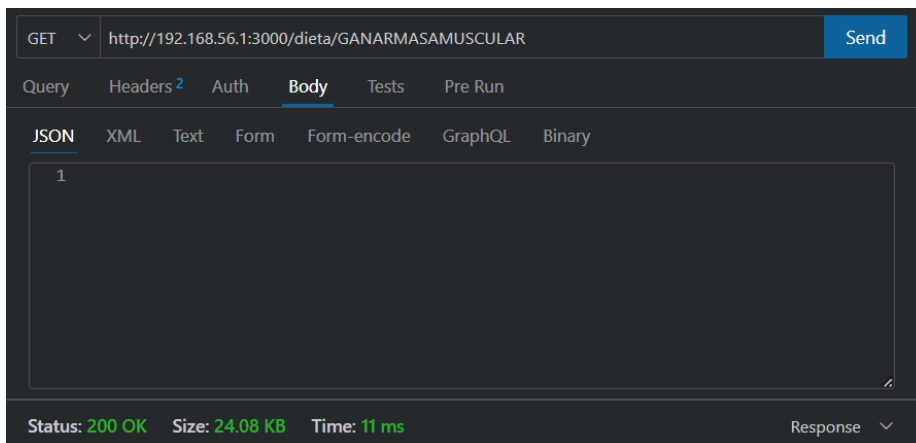 GET http://192.168.56.1:3000/dieta/GANARMASAMUSCULAR Send
Query Headers 2 Auth Body Tests Pre Run
JSON XML Text Form Form-encode GraphQL Binary
1
Status: 200 OK Size: 24.08 KB Time: 11 ms Response